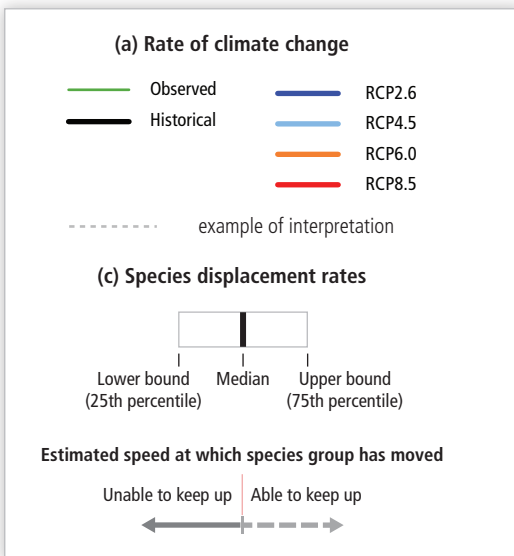 (a) Rate of climate change
Observed
Historical
RCP2.6
RCP4.5
RCP6.0
RCP8.5
example of interpretation
(c) Species displacement rates
Lower bound
(25th percentile)
Median
Upper bound
(75th percentile)
Estimated speed at which species group has moved
Unable to keep up
Able to keep up